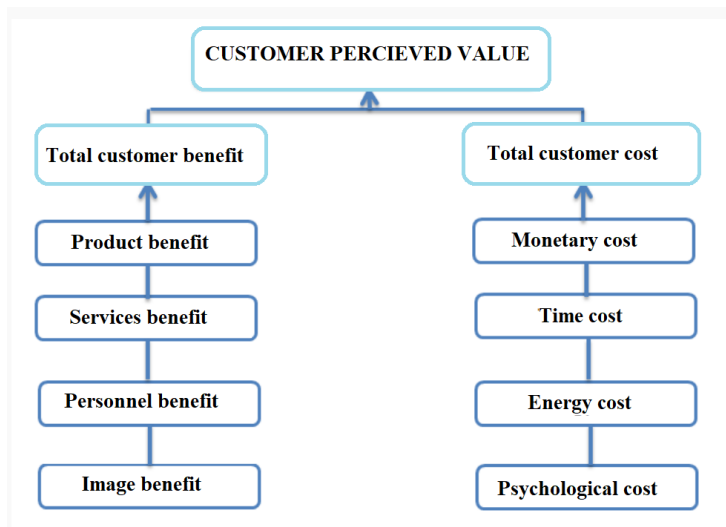 CUSTOMER PERCIEVED VALUE
Total customer benefit
Total customer cost
Product benefit
Monetary cost
Services benefit
Time cost
Personnel benefit
Energy cost
Image benefit
Psychological cost